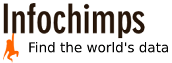 Infochimps
Find the world's data